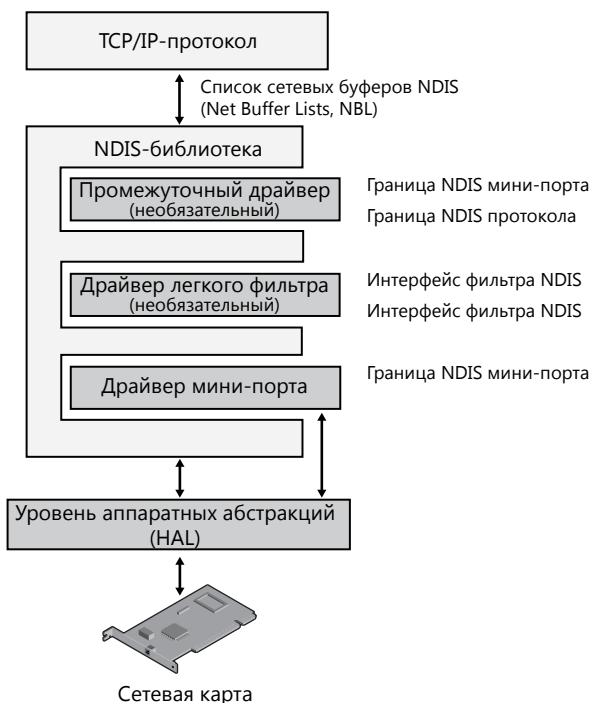 TCP/IP-протокол
Список сетевых буферов NDIS
(Net Buffer Lists, NBL)
NDIS-библиотека
Промежуточный драйвер
(необязательный)
Граница NDIS мини-порта
Граница NDIS протокола
Драйвер легкого фильтра
(необязательный)
Интерфейс фильтра NDIS
Интерфейс фильтра NDIS
Драйвер мини-порта
Граница NDIS мини-порта
Уровень аппаратных абстракций
(HAL)
Сетевая карта